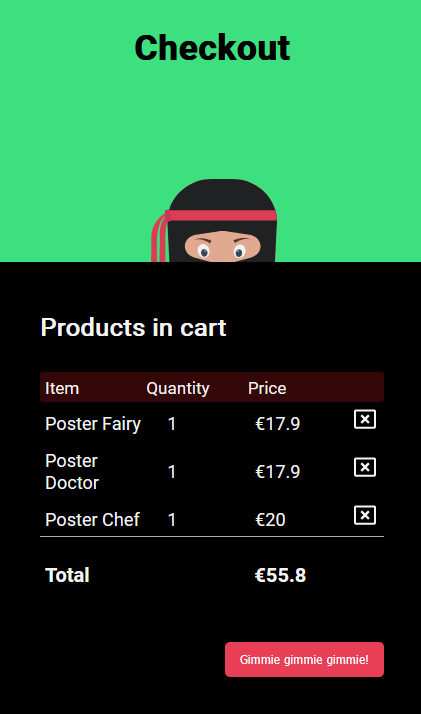 Checkout
Products in cart
Item Quantity Price
Poster Fairy 1 €17.9
Poster
Doctor 1 €17.9
Poster Chef 1 €20
Total €55.8
Gimmie gimmie gimmie!